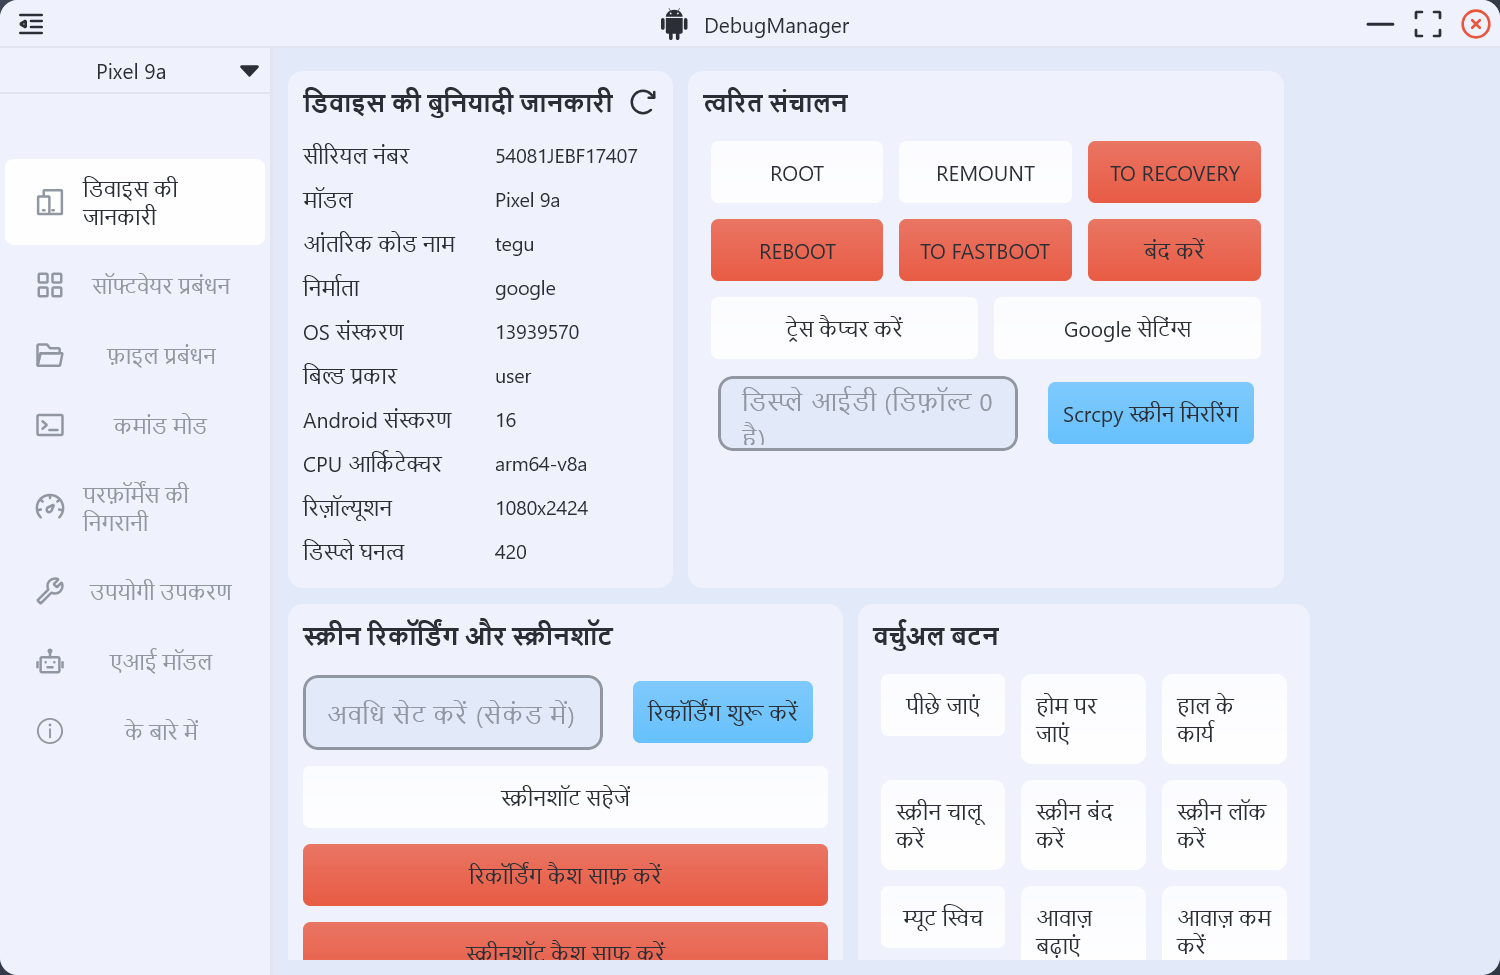 DebugManager
Pixel 9a
डिवाइस की
जानकारी
सॉफ्टवेयर प्रबंधन
फ़ाइल प्रबंधन
कमांड मोड
परफ़ॉर्मेंस की
निगरानी
उपयोगी उपकरण
एआई मॉडल
के बारे में
डिवाइस की बुनियादी जानकारी
सीरियल नंबर 54081JEBF17407
मॉडल Pixel 9a
आंतरिक कोड नाम tegu
निर्माता google
OS संस्करण 13939570
बिल्ड प्रकार user
Android संस्करण 16
CPU आर्किटेक्चर arm64-v8a
रिज़ॉल्यूशन 1080x2424
डिस्प्ले घनत्व 420
त्वरित संचालन
ROOT REMOUNT TO RECOVERY
REBOOT TO FASTBOOT बंद करें
ट्रेस कैप्चर करें Google सेटिंग्स
डिस्प्ले आईडी (डिफ़ॉल्ट 0
है)
Scrcpy स्क्रीन मिररिंग
स्क्रीन रिकॉर्डिंग और स्क्रीनशॉट
अवधि सेट करें (सेकंड में) रिकॉर्डिंग शुरू करें
स्क्रीनशॉट सहेजें
रिकॉर्डिंग कैश साफ़ करें
स्क्रीनशॉट कैश साफ़ करें
वर्चुअल बटन
पीछे जाएं
होम पर
जाएं
हाल के
कार्य
स्क्रीन चालू
करें
स्क्रीन बंद
करें
स्क्रीन लॉक
करें
म्यूट स्विच
आवाज़
बढ़ाएं
आवाज़ कम
करें